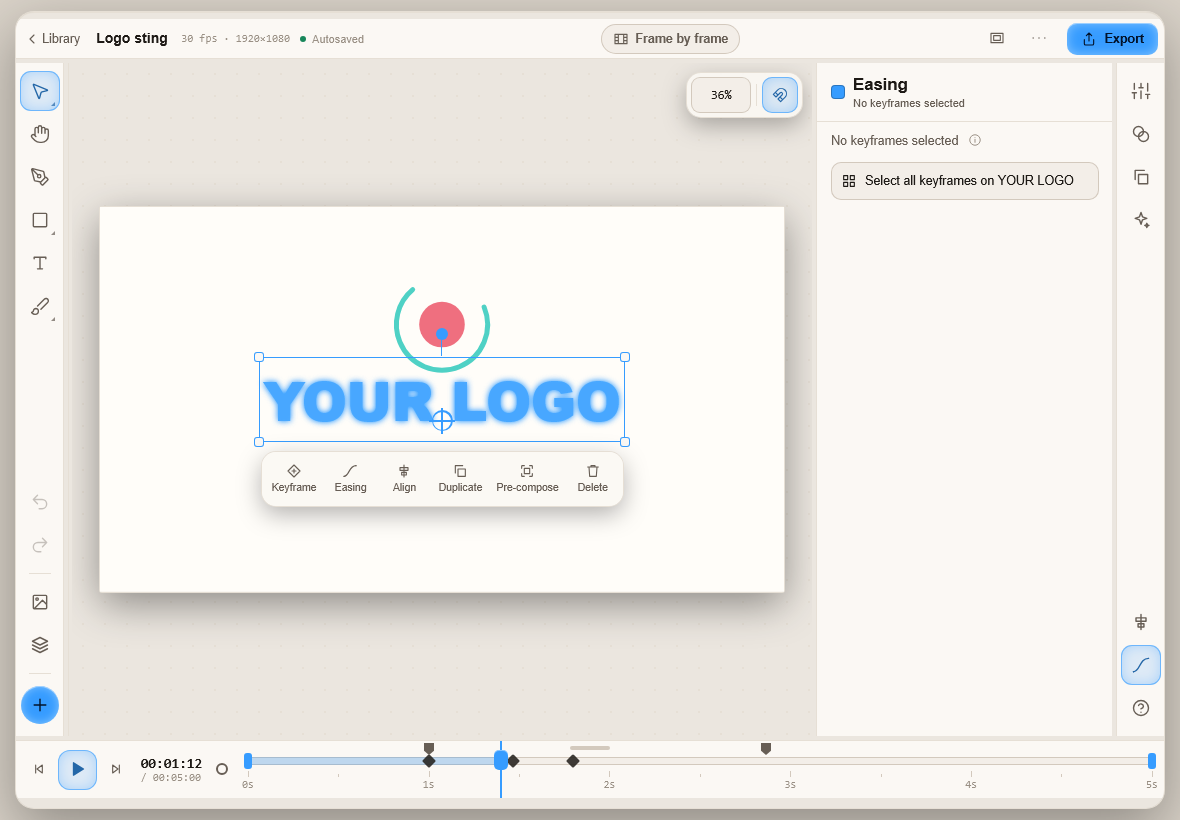 Library
Logo sting
30 fps · 1920×1080
Autosaved
Frame by frame
Export
36%
Easing
No keyframes selected
No keyframes selected
Select all keyframes on YOUR LOGO
YOUR LOGO
Keyframe
Easing
Align
Duplicate
Pre-compose
Delete
00:01:12
/ 00:05:00
0s
1s
2s
3s
4s
5s